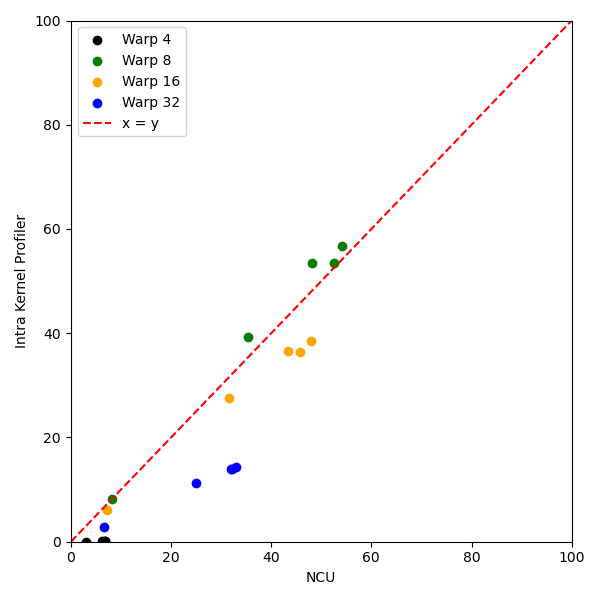 100
80
60
40
20
0
Intra Kernel Profiler
Warp 4
Warp 8
Warp 16
Warp 32
x = y
0 20 40 60 80 100
NCU